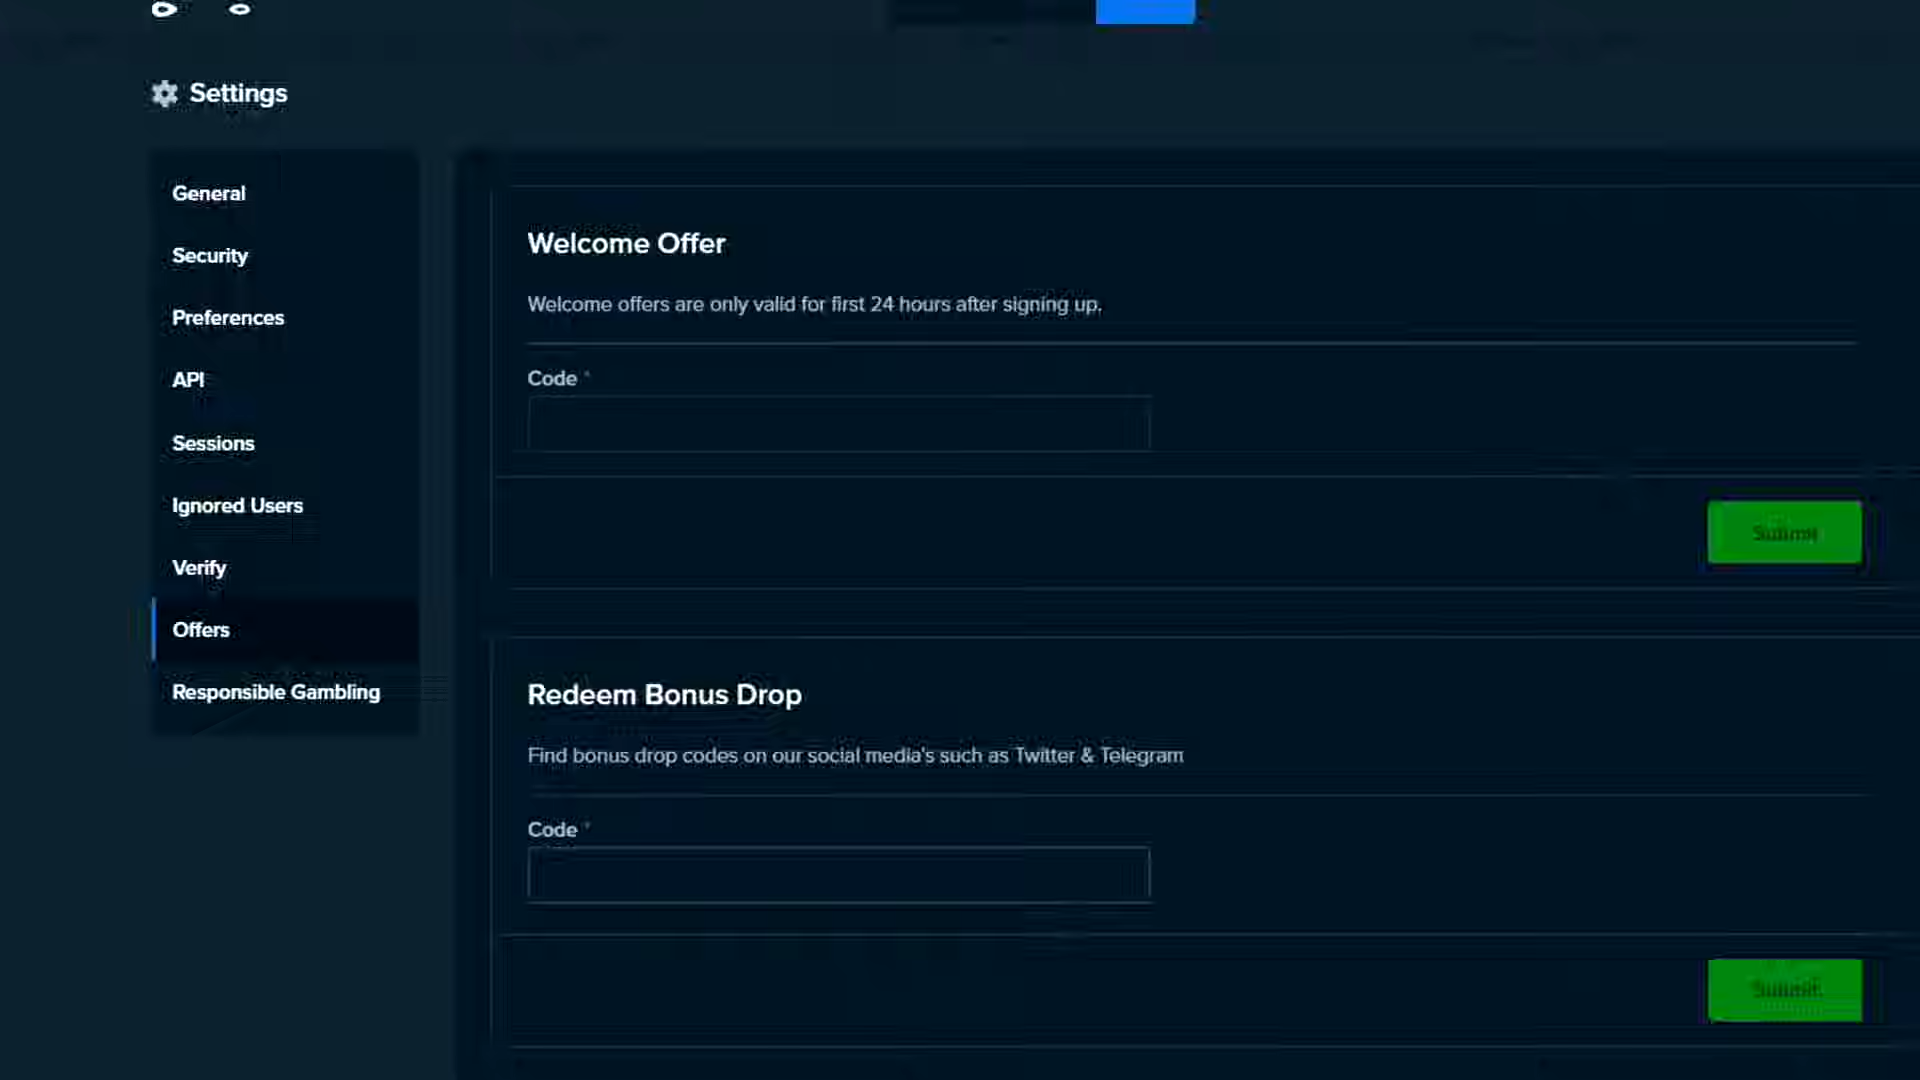 Settings
General
Security
Preferences
API
Sessions
Ignored Users
Verify
Offers
Responsible Gambling
Welcome Offer
Welcome offers are only valid for first 24 hours after signing up.
Code *
Submit
Redeem Bonus Drop
Find bonus drop codes on our social media's such as Twitter & Telegram
Code *
Submit